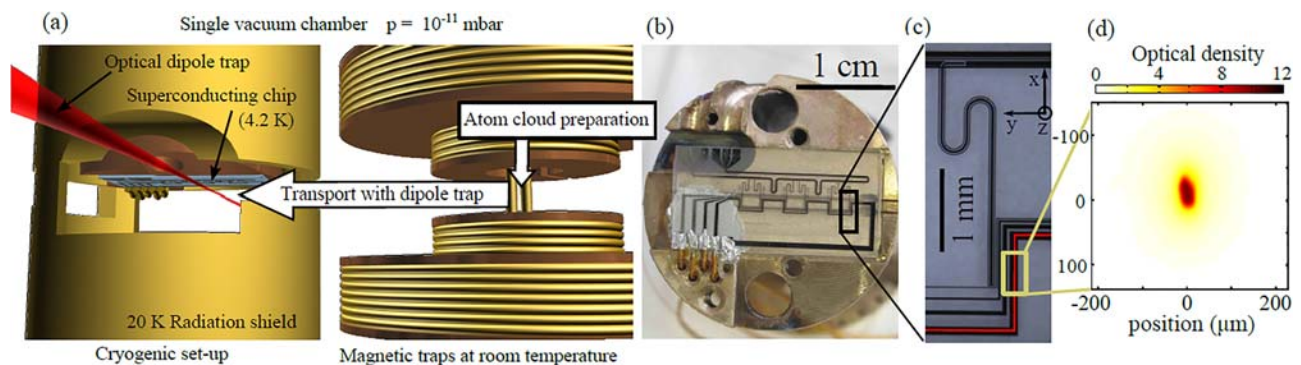 (a) Single vacuum chamber p = 10⁻¹¹ mbar
Optical dipole trap
Superconducting chip
(4.2 K)
Atom cloud preparation
Transport with dipole trap
20 K Radiation shield
Cryogenic set-up
Magnetic traps at room temperature
(b)
1 cm
(c)
x
y
z
1 mm
(d)
Optical density
0 4 8 12
-100
0
100
-200 0 200
position (μm)